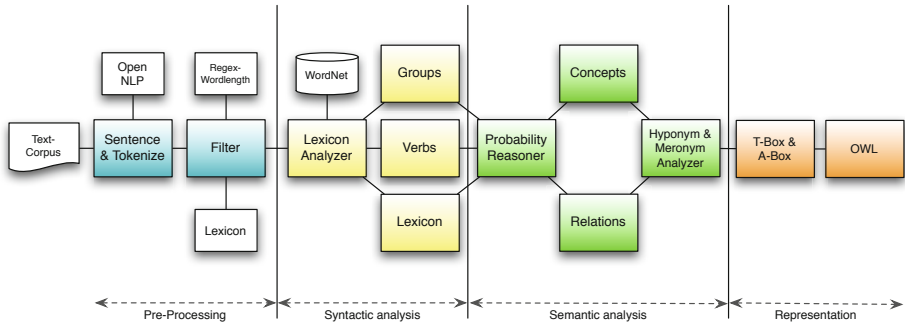 Text-
Corpus
Open
NLP
Sentence
& Tokenize
Regex-
Wordlength
Filter
Lexicon
WordNet
Lexicon
Analyzer
Groups
Verbs
Lexicon
Probability
Reasoner
Concepts
Relations
Hyponym &
Meronym
Analyzer
T-Box &
A-Box
OWL
Pre-Processing
Syntactic analysis
Semantic analysis
Representation